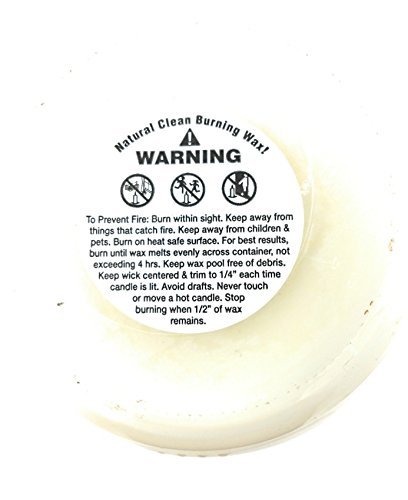 Natural Clean Burning Wax!
WARNING
To Prevent Fire: Burn within sight. Keep away from
things that catch fire. Keep away from children &
pets. Burn on heat safe surface. For best results,
burn until wax melts evenly across container, not
exceeding 4 hrs. Keep wax pool free of debris.
Keep wick centered & trim to 1/4" each time
candle is lit. Avoid drafts. Never touch
or move a hot candle. Stop
burning when 1/2" of wax
remains.